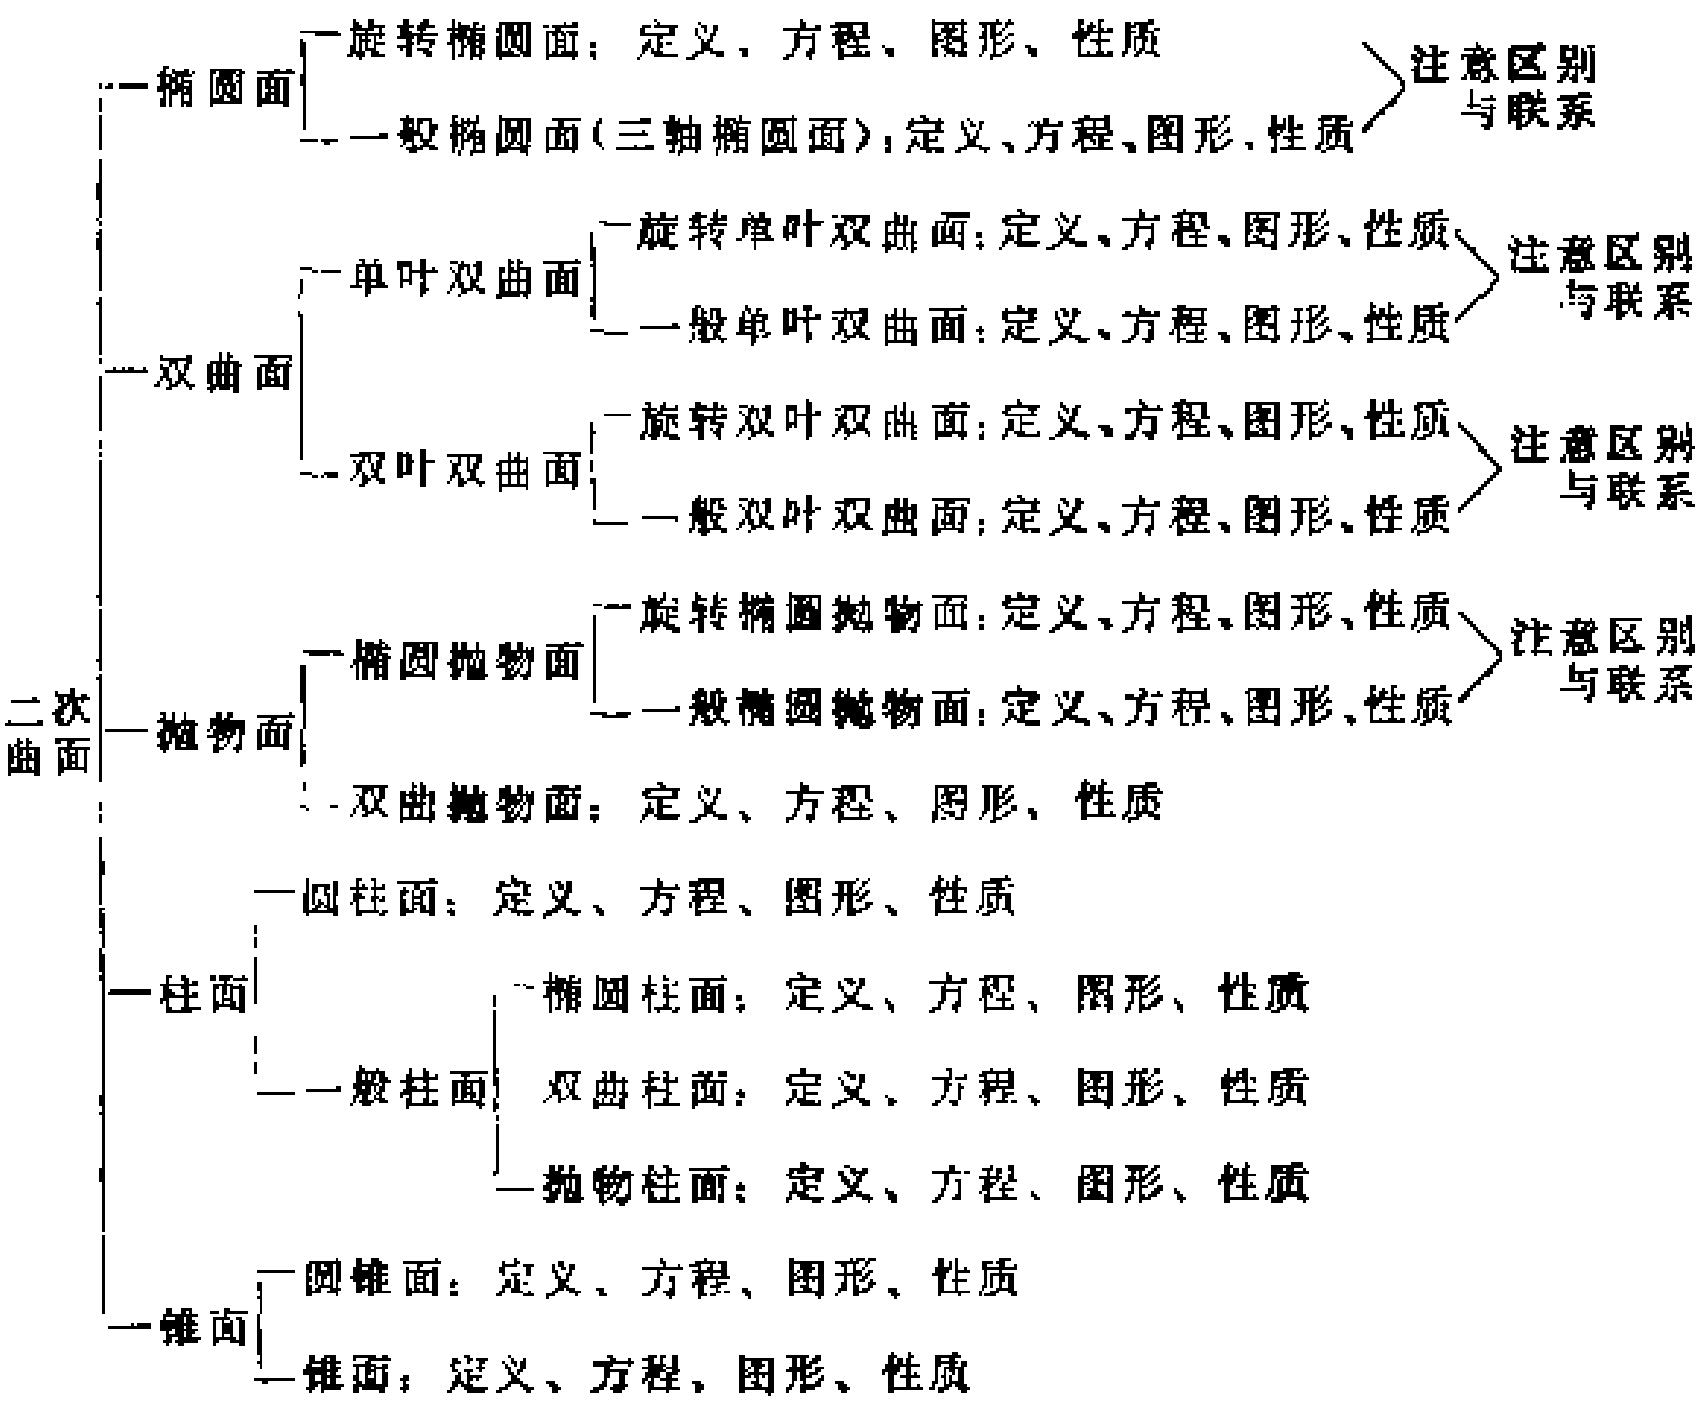 旋转椭圆面：定义、方程、图形、性质
椭圆面
一般椭圆面（三轴椭圆面）：定义、方程、图形、性质
注意区别
与联系
旋转单叶双曲面：定义、方程、图形、性质
单叶双曲面
一般单叶双曲面：定义、方程、图形、性质
注意区别
与联系
双曲面
旋转双叶双曲面：定义、方程、图形、性质
双叶双曲面
一般双叶双曲面：定义、方程、图形、性质
注意区别
与联系
旋转椭圆抛物面：定义、方程、图形、性质
椭圆抛物面
一般椭圆抛物面：定义、方程、图形、性质
注意区别
与联系
二次
曲面
抛物面
双曲抛物面：定义、方程、图形、性质
圆柱面：定义、方程、图形、性质
柱面
椭圆柱面：定义、方程、图形、性质
一般柱面
双曲柱面：定义、方程、图形、性质
抛物柱面：定义、方程、图形、性质
圆锥面：定义、方程、图形、性质
锥面
锥面：定义、方程、图形、性质